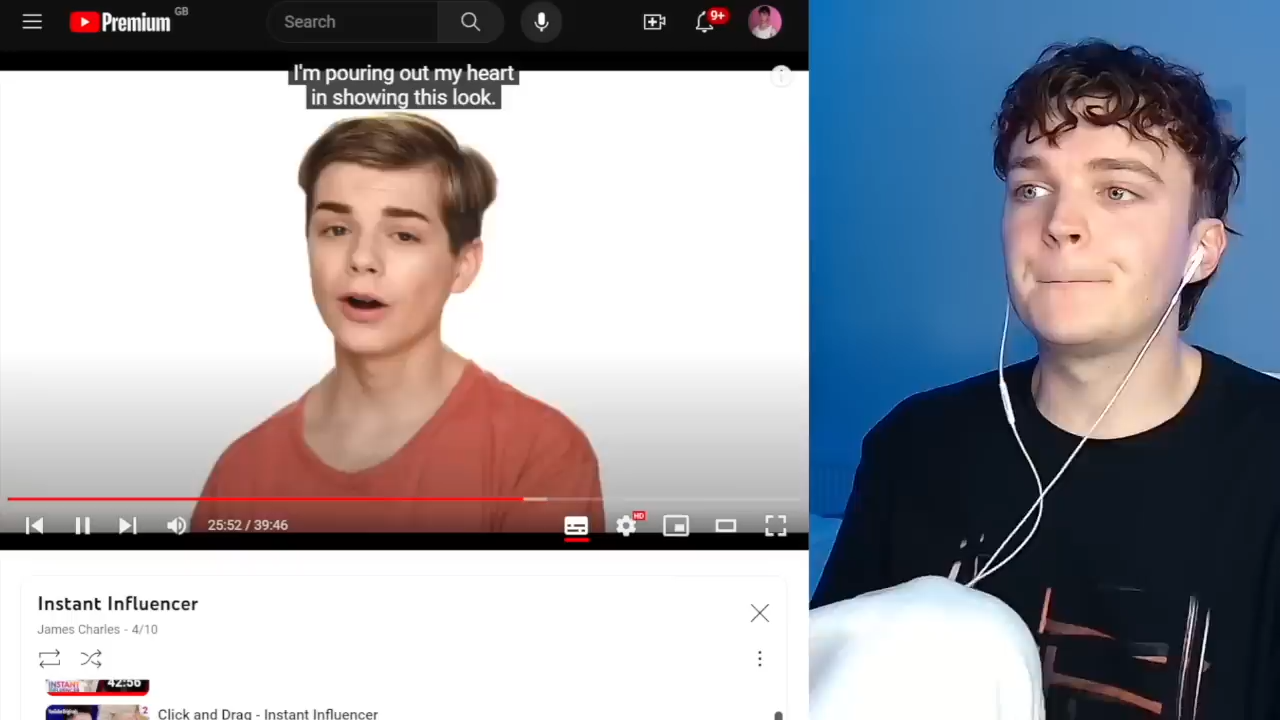 Premium GB
Search
9+
I'm pouring out my heart
in showing this look.
25:52 / 39:46
HD
Instant Influencer
James Charles - 4/10
42:56
Click and Drag - Instant Influencer